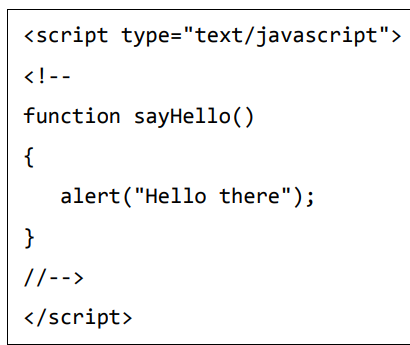 <script type="text/javascript">
<!--
function sayHello()
{
   alert("Hello there");
}
//-->
</script>